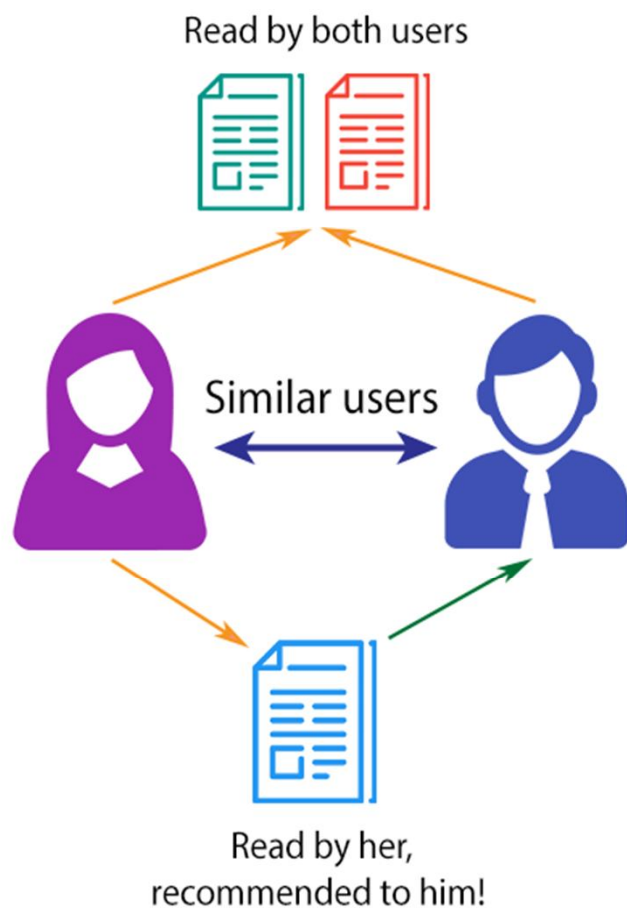 Read by both users
Similar users
Read by her,
recommended to him!